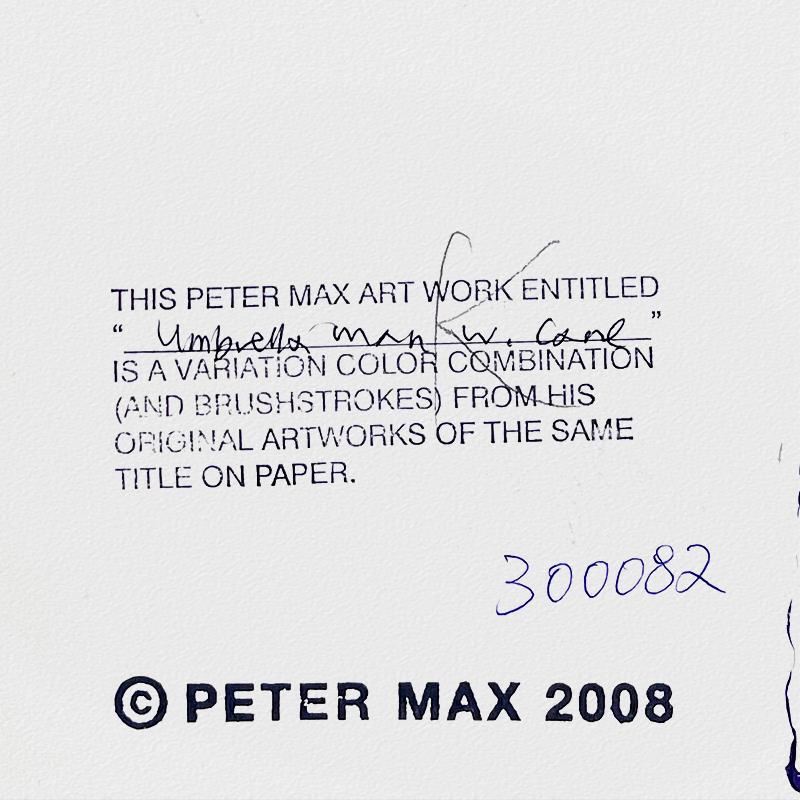 THIS PETER MAX ART WORK ENTITLED
“ Umbrella man w. Cane ”
IS A VARIATION COLOR COMBINATION
(AND BRUSHSTROKES) FROM HIS
ORIGINAL ARTWORKS OF THE SAME
TITLE ON PAPER.
300082
© PETER MAX 2008